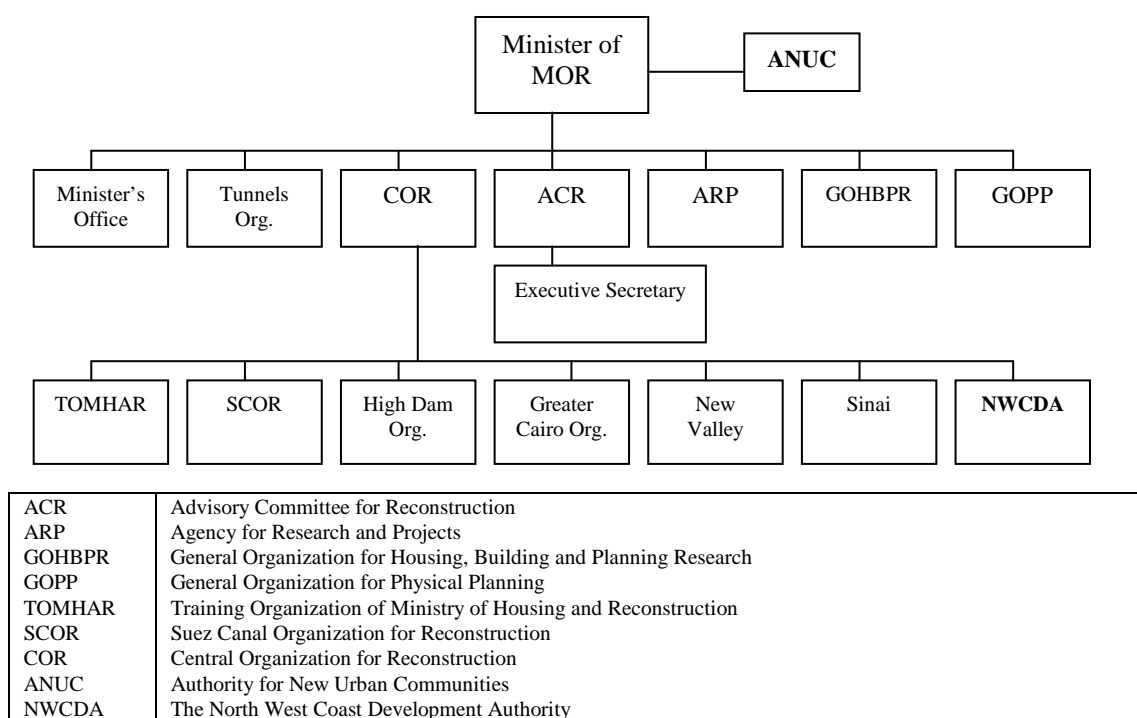 Minister of
MOR
ANUC
Minister's
Office
Tunnels
Org.
COR
ACR
ARP
GOHBPR
GOPP
Executive Secretary
TOMHAR
SCOR
High Dam
Org.
Greater
Cairo Org.
New
Valley
Sinai
NWCDA
ACR Advisory Committee for Reconstruction
ARP Agency for Research and Projects
GOHBPR General Organization for Housing, Building and Planning Research
GOPP General Organization for Physical Planning
TOMHAR Training Organization of Ministry of Housing and Reconstruction
SCOR Suez Canal Organization for Reconstruction
COR Central Organization for Reconstruction
ANUC Authority for New Urban Communities
NWCDA The North West Coast Development Authority